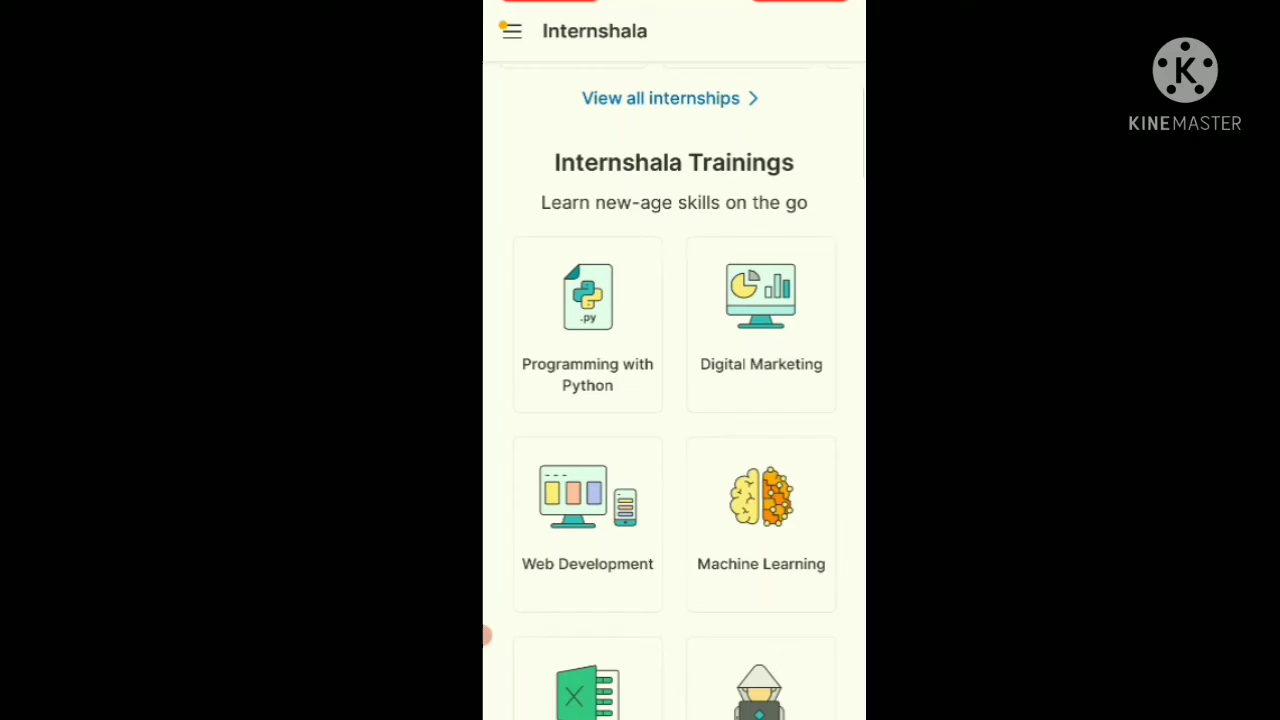 Internshala
KINEMASTER
View all internships
Internshala Trainings
Learn new-age skills on the go
.py
Programming with
Python
Digital Marketing
Web Development
Machine Learning
X
K